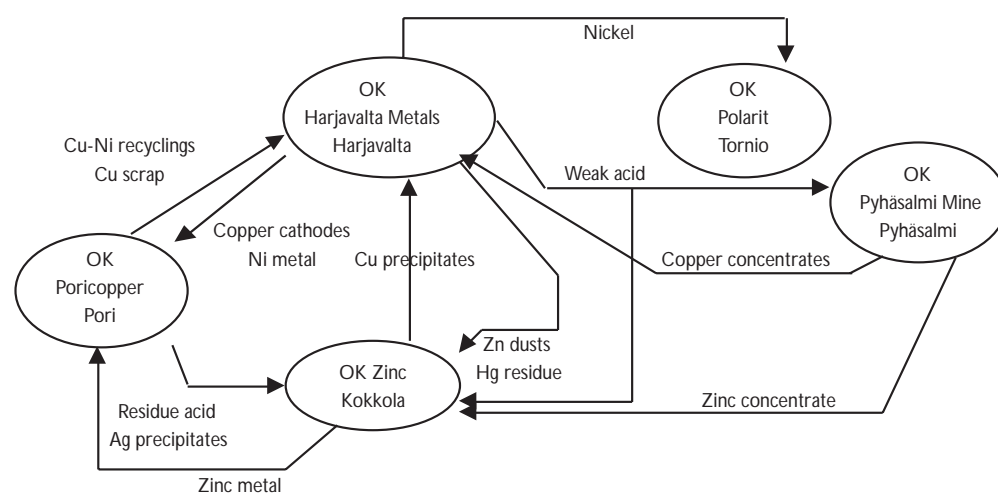 Nickel
OK
Harjavalta Metals
Harjavalta
OK
Polarit
Tornio
Cu-Ni recyclings
Cu scrap
Weak acid
OK
Pyhäsalmi Mine
Pyhäsalmi
Copper cathodes
Ni metal
Cu precipitates
Copper concentrates
OK
Poricopper
Pori
Zn dusts
Hg residue
OK Zinc
Kokkola
Zinc concentrate
Residue acid
Ag precipitates
Zinc metal